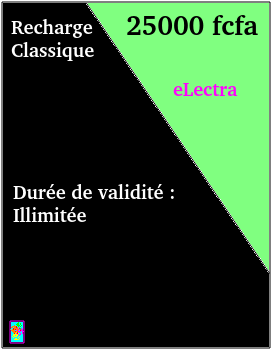 Recharge
Classique
25000 fcfa
eLectra
Durée de validité :
Illimitée